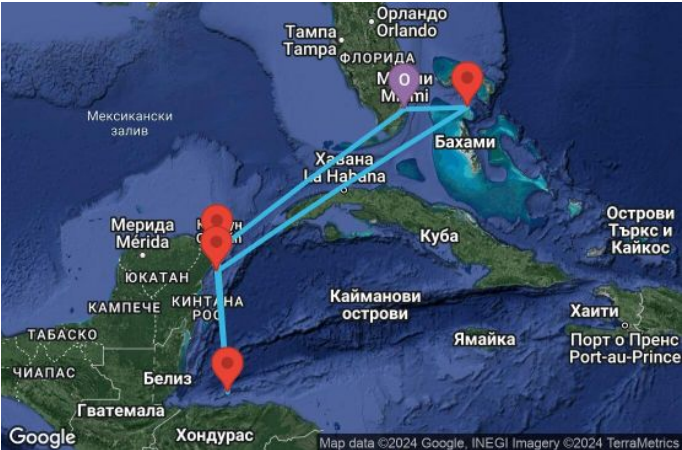 Орландо
Orlando
Тампа
Tampa
ФЛОРИДА
O
Мексикански
залив
Бахами
Хавана
La Habana
Мерида
Mérida
Острови
Търкс и
Кайкос
Куба
ЮКАТАН
КИНТАНА
РОО
КАМПЕЧЕ
Кайманови
острови
Хаити
ТАБАСКО
Ямайка
Порт о Пренс
Port-au-Prince
ЧИАПАС
Белиз
Гватемала
Хондурас
Google
Map data ©2024 Google, INEGI Imagery ©2024 TerraMetrics